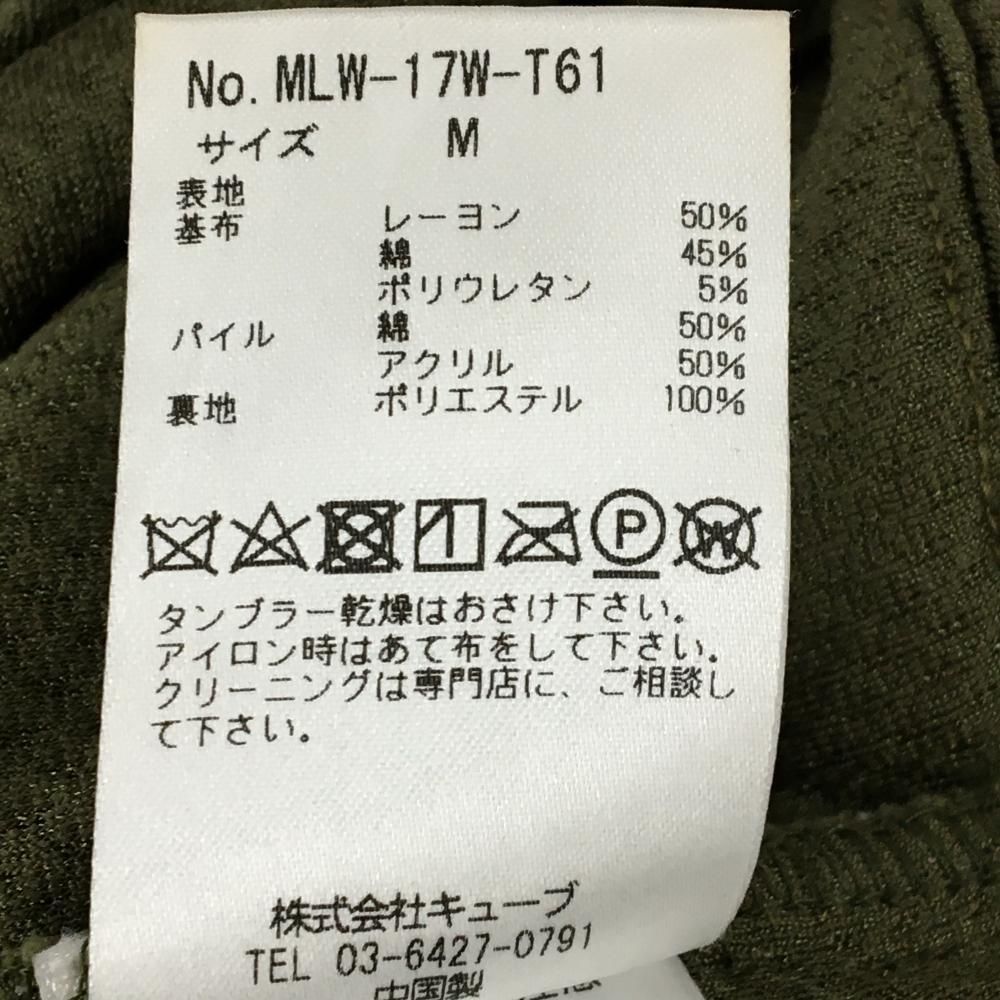 No. MLW-17W-T61
サイズ M
表地
基布 レーヨン 50%
綿 45%
ポリウレタン 5%
パイル 綿 50%
アクリル 50%
裏地 ポリエステル 100%
P W
タンブラー乾燥はおさけ下さい。
アイロン時はあて布をして下さい。
クリーニングは専門店に、ご相談し
て下さい。
株式会社キューブ
TEL 03-6427-0791
中国製